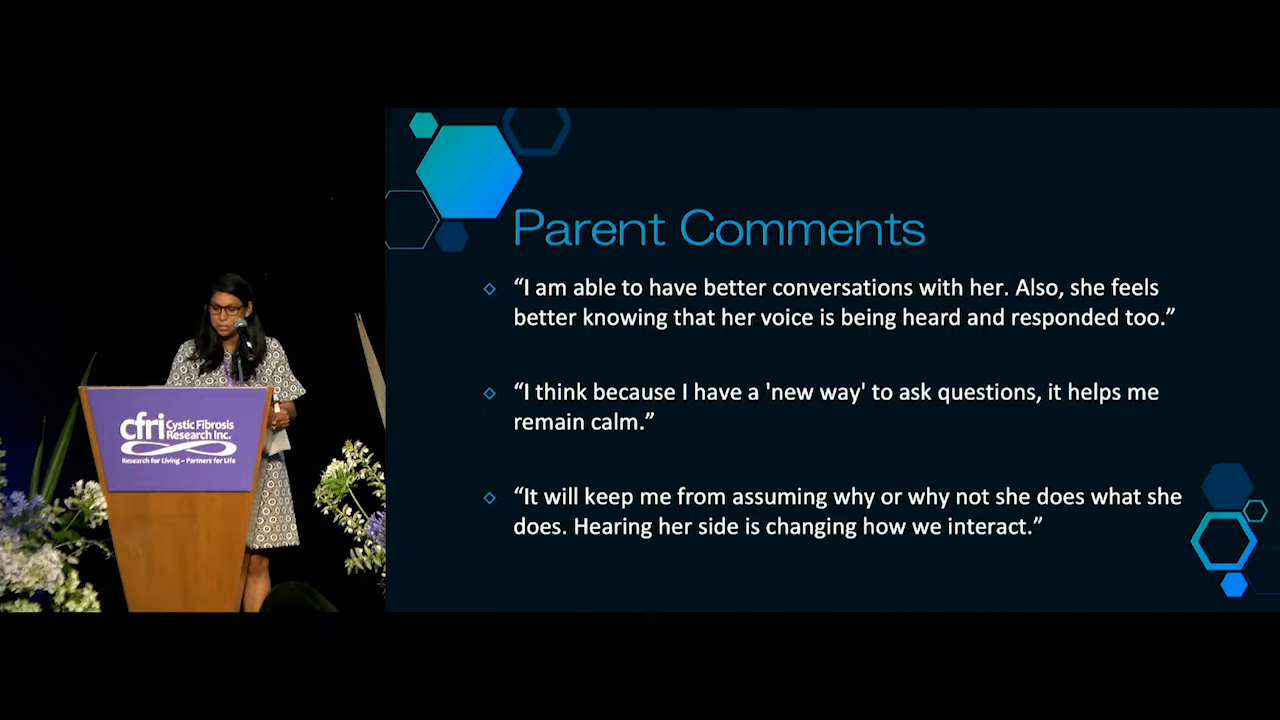 Parent Comments
“I am able to have better conversations with her. Also, she feels
better knowing that her voice is being heard and responded too.”
“I think because I have a 'new way' to ask questions, it helps me
remain calm.”
“It will keep me from assuming why or why not she does what she
does. Hearing her side is changing how we interact.”
cfri Cystic Fibrosis
Research Inc.
Research for Living – Partners for Life